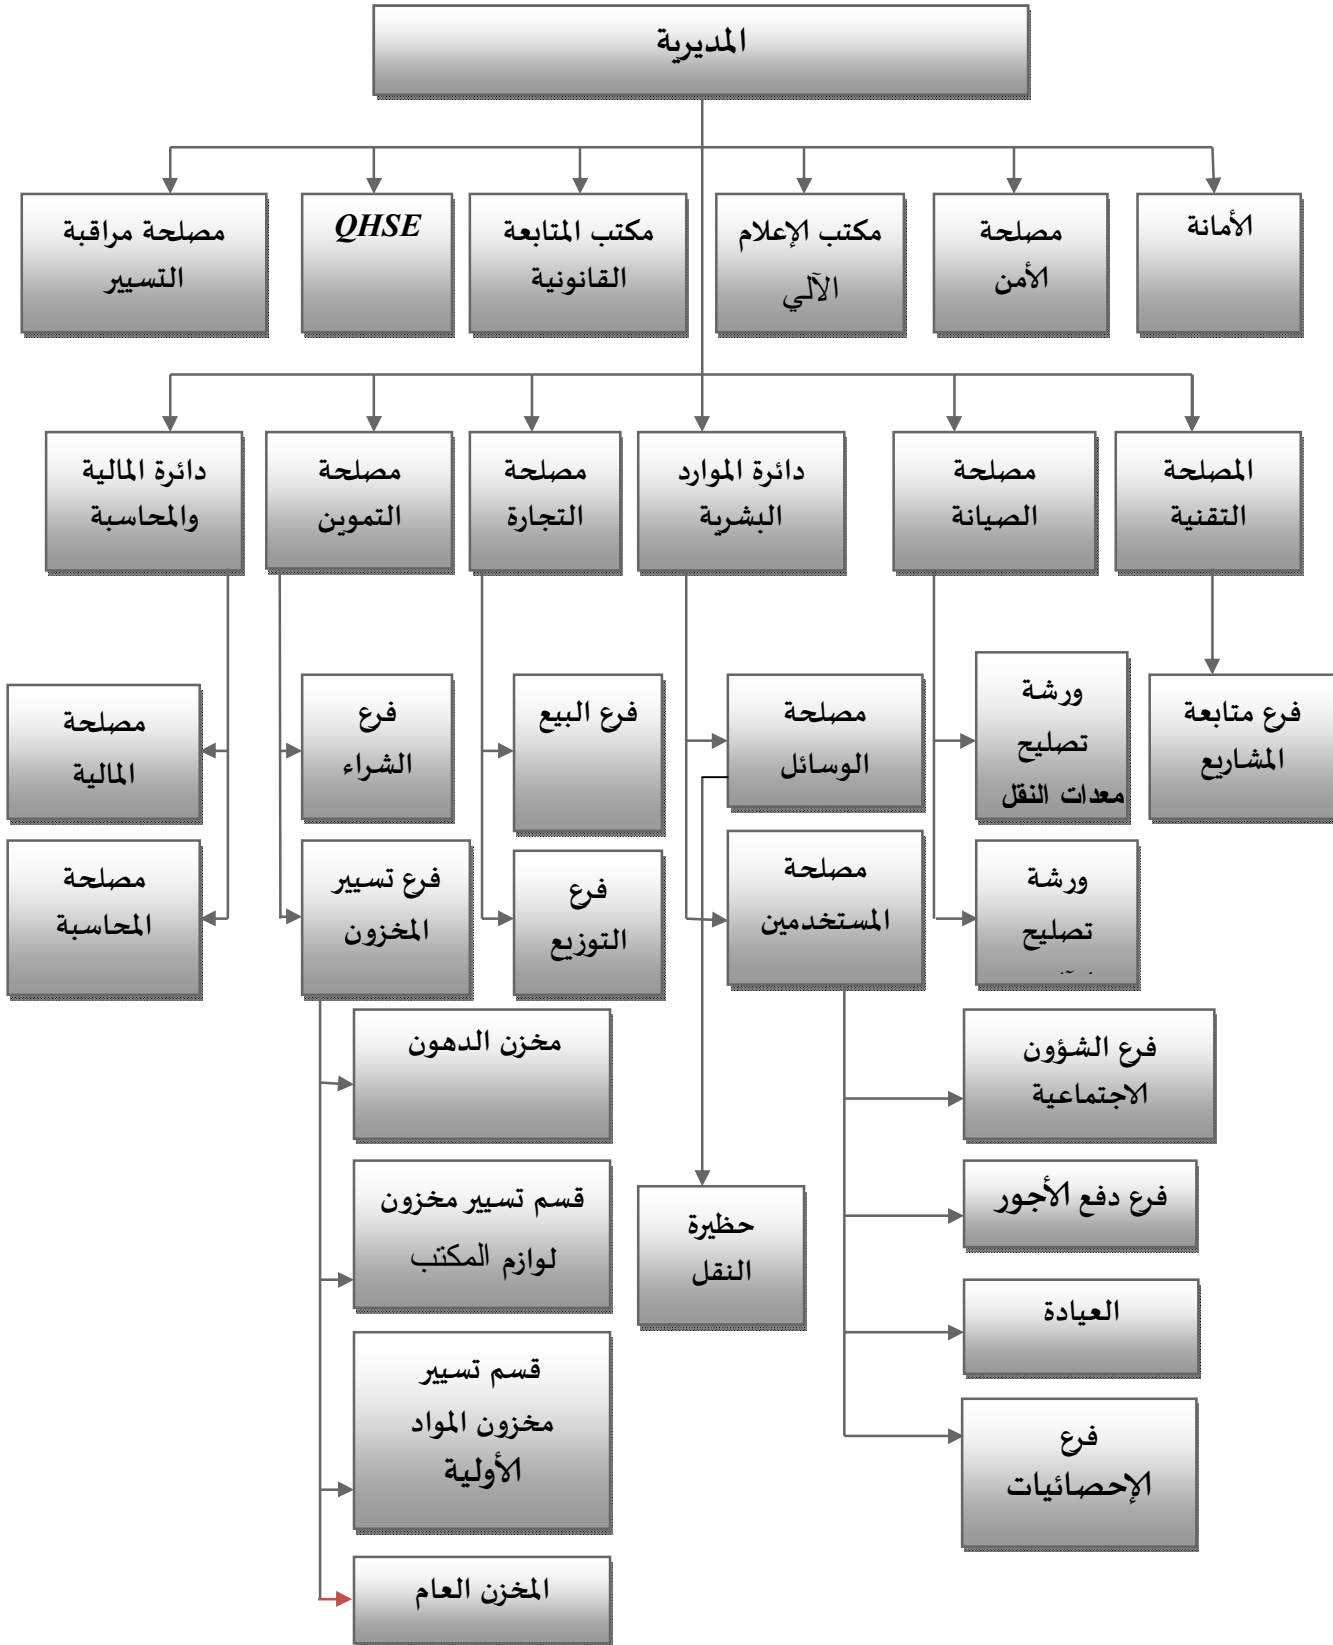 المديرية
الأمانة
مصلحة
الأمن
مكتب الإعلام
الآلي
مكتب المتابعة
القانونية
QHSE
مصلحة مراقبة
التسيير
المصلحة
التقنية
مصلحة
الصيانة
دائرة الموارد
البشرية
مصلحة
التجارة
مصلحة
التموين
دائرة المالية
والمحاسبة
فرع متابعة
المشاريع
ورشة
تصليح
معدات النقل
مصلحة
الوسائل
فرع البيع
فرع
الشراء
مصلحة
المالية
ورشة
تصليح
مصلحة
المستخدمين
فرع
التوزيع
فرع تسيير
المخزون
مصلحة
المحاسبة
فرع الشؤون
الاجتماعية
فرع دفع الأجور
العيادة
فرع
الإحصائيات
حظيرة
النقل
مخزن الدهون
قسم تسيير مخزون
لوازم المكتب
قسم تسيير
مخزون المواد
الأولية
المخزن العام